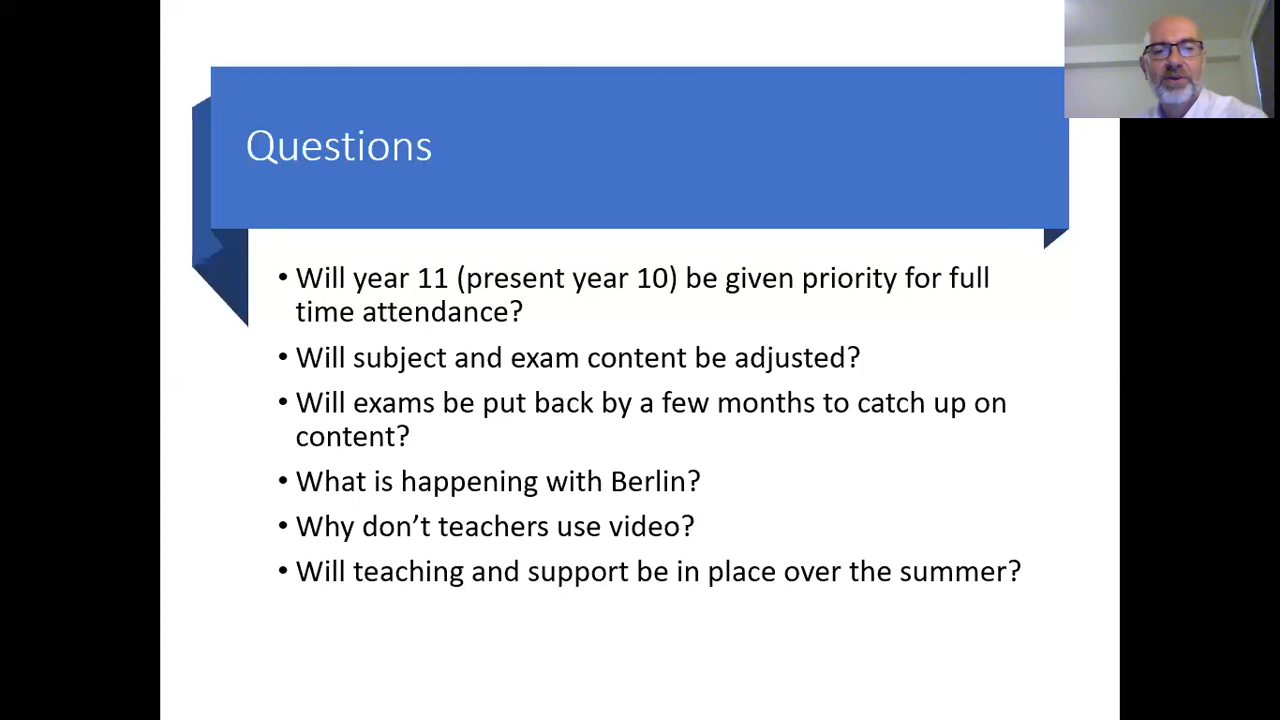 Questions
• Will year 11 (present year 10) be given priority for full
time attendance?
• Will subject and exam content be adjusted?
• Will exams be put back by a few months to catch up on
content?
• What is happening with Berlin?
• Why don’t teachers use video?
• Will teaching and support be in place over the summer?